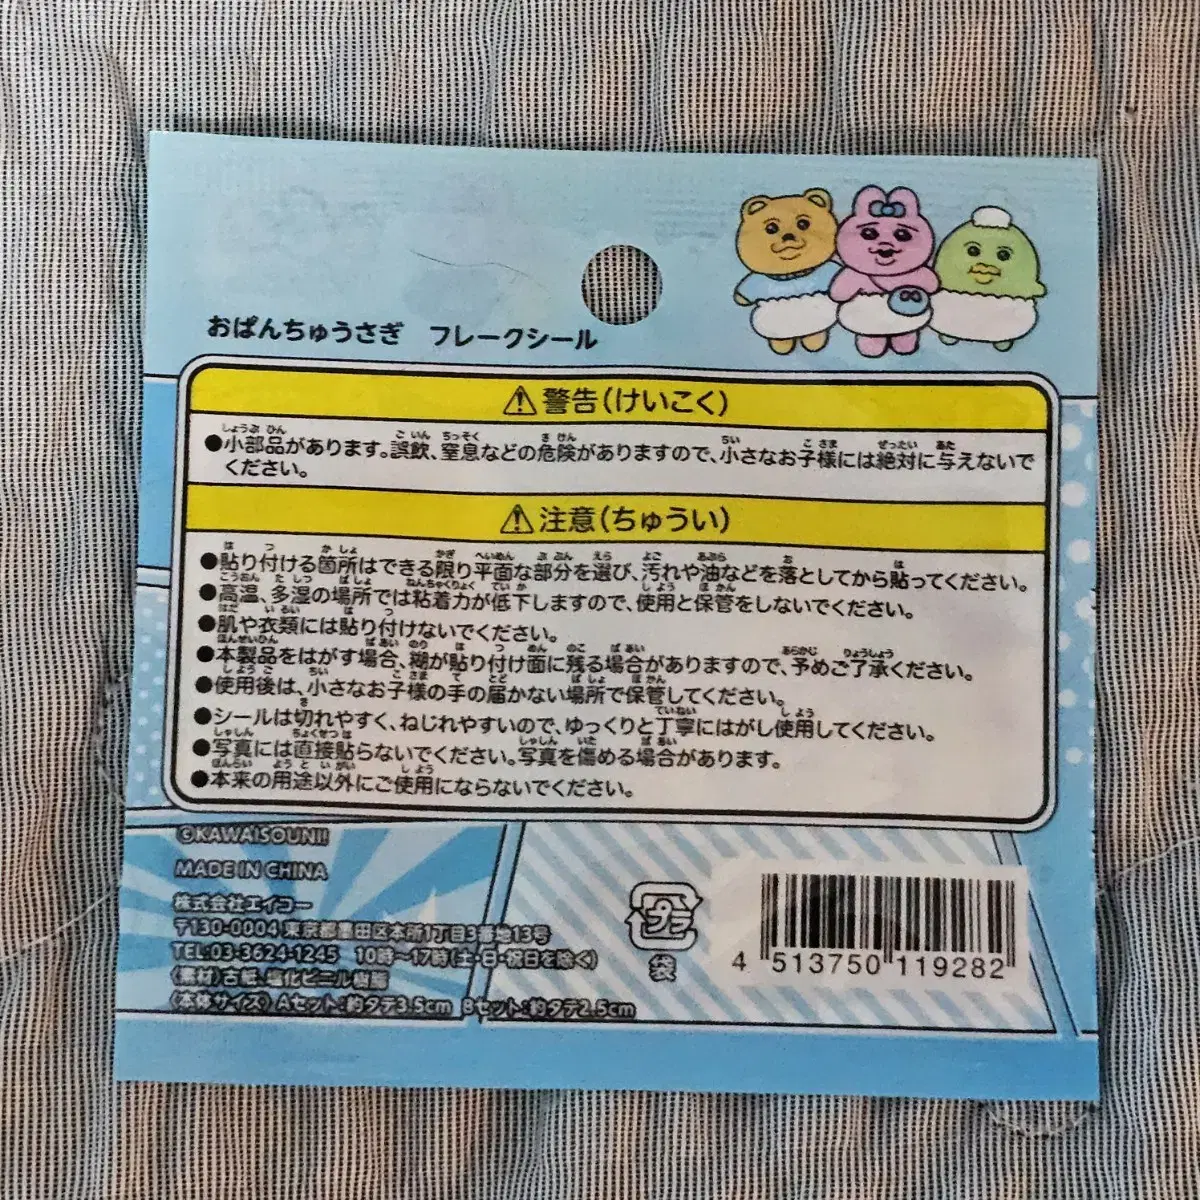 おぱんちゅうさぎ フレークシール
⚠警告(けいこく)
●小部品があります。誤飲、窒息などの危険がありますので、小さなお子様には絶対に与えないで
ください。
⚠注意(ちゅうい)
●貼り付ける箇所はできる限り平面な部分を選び、汚れや油などを落としてから貼ってください。
●高温、多湿の場所では粘着力が低下しますので、使用と保管をしないでください。
●肌や衣類には貼り付けないでください。
●本製品をはがす場合、糊が貼り付け面に残る場合がありますので、予めご了承ください。
●使用後は、小さなお子様の手の届かない場所で保管してください。
●シールは切れやすく、ねじれやすいので、ゆっくりと丁寧にはがし使用してください。
●写真には直接貼らないでください。写真を傷める場合があります。
●本来の用途以外にご使用にならないでください。
©KAWAISOUNI!
MADE IN CHINA
株式会社エイコー
〒130-0004 東京都墨田区本所1丁目3番地13号
TEL:03-3624-1245 10時〜17時(土・日・祝日を除く)
〈素材〉古紙、塩化ビニール樹脂
〈本体サイズ〉Aセット:約タテ3.5cm Bセット:約タテ2.5cm
プラ
袋
4 513750 119282